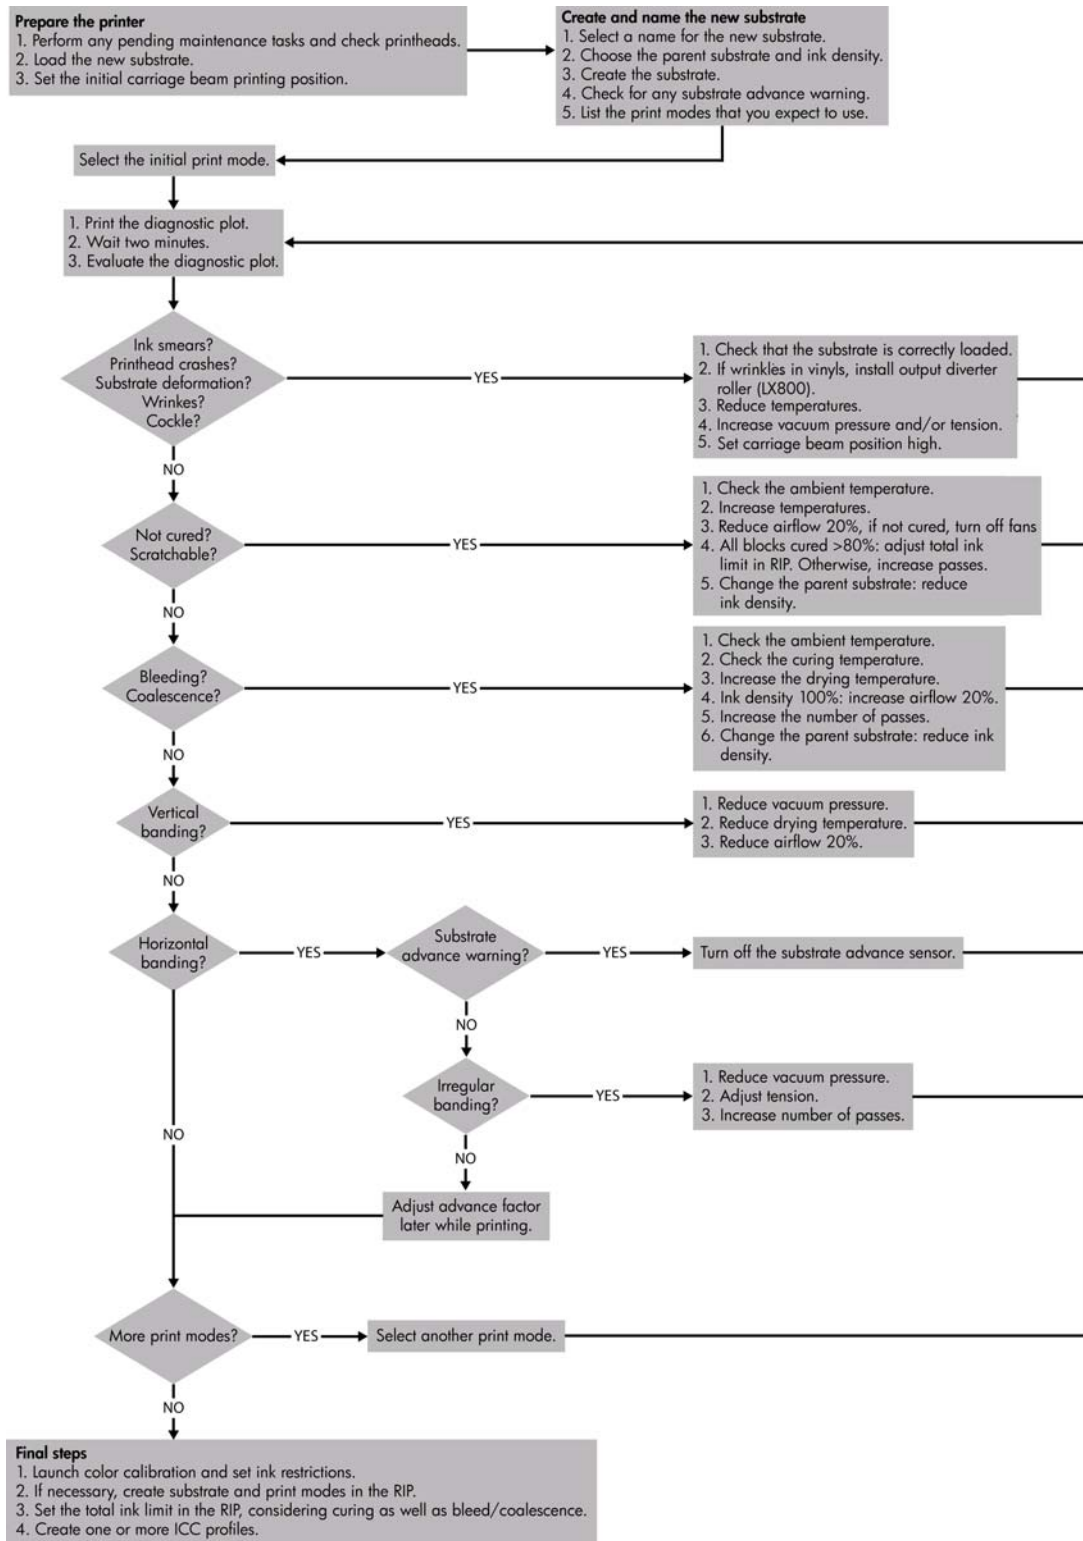 Prepare the printer
1. Perform any pending maintenance tasks and check printheads.
2. Load the new substrate.
3. Set the initial carriage beam printing position.
Create and name the new substrate
1. Select a name for the new substrate.
2. Choose the parent substrate and ink density.
3. Create the substrate.
4. Check for any substrate advance warning.
5. List the print modes that you expect to use.
Select the initial print mode.
1. Print the diagnostic plot.
2. Wait two minutes.
3. Evaluate the diagnostic plot.
Ink smears?
Printhead crashes?
Substrate deformation?
Wrinkes?
Cockle?
YES
1. Check that the substrate is correctly loaded.
2. If wrinkles in vinyls, install output diverter
roller (LX800).
3. Reduce temperatures.
4. Increase vacuum pressure and/or tension.
5. Set carriage beam position high.
NO
Not cured?
Scratchable?
YES
1. Check the ambient temperature.
2. Increase temperatures.
3. Reduce airflow 20%, if not cured, turn off fans
4. All blocks cured >80%: adjust total ink
limit in RIP. Otherwise, increase passes.
5. Change the parent substrate: reduce
ink density.
NO
Bleeding?
Coalescence?
YES
1. Check the ambient temperature.
2. Check the curing temperature.
3. Increase the drying temperature.
4. Ink density 100%: increase airflow 20%.
5. Increase the number of passes.
6. Change the parent substrate: reduce ink
density.
NO
Vertical
banding?
YES
1. Reduce vacuum pressure.
2. Reduce drying temperature.
3. Reduce airflow 20%.
NO
Horizontal
banding?
YES
Substrate
advance warning?
YES
Turn off the substrate advance sensor.
NO
Irregular
banding?
YES
1. Reduce vacuum pressure.
2. Adjust tension.
3. Increase number of passes.
NO
NO
Adjust advance factor
later while printing.
More print modes?
YES
Select another print mode.
NO
Final steps
1. Launch color calibration and set ink restrictions.
2. If necessary, create substrate and print modes in the RIP.
3. Set the total ink limit in the RIP, considering curing as well as bleed/coalescence.
4. Create one or more ICC profiles.